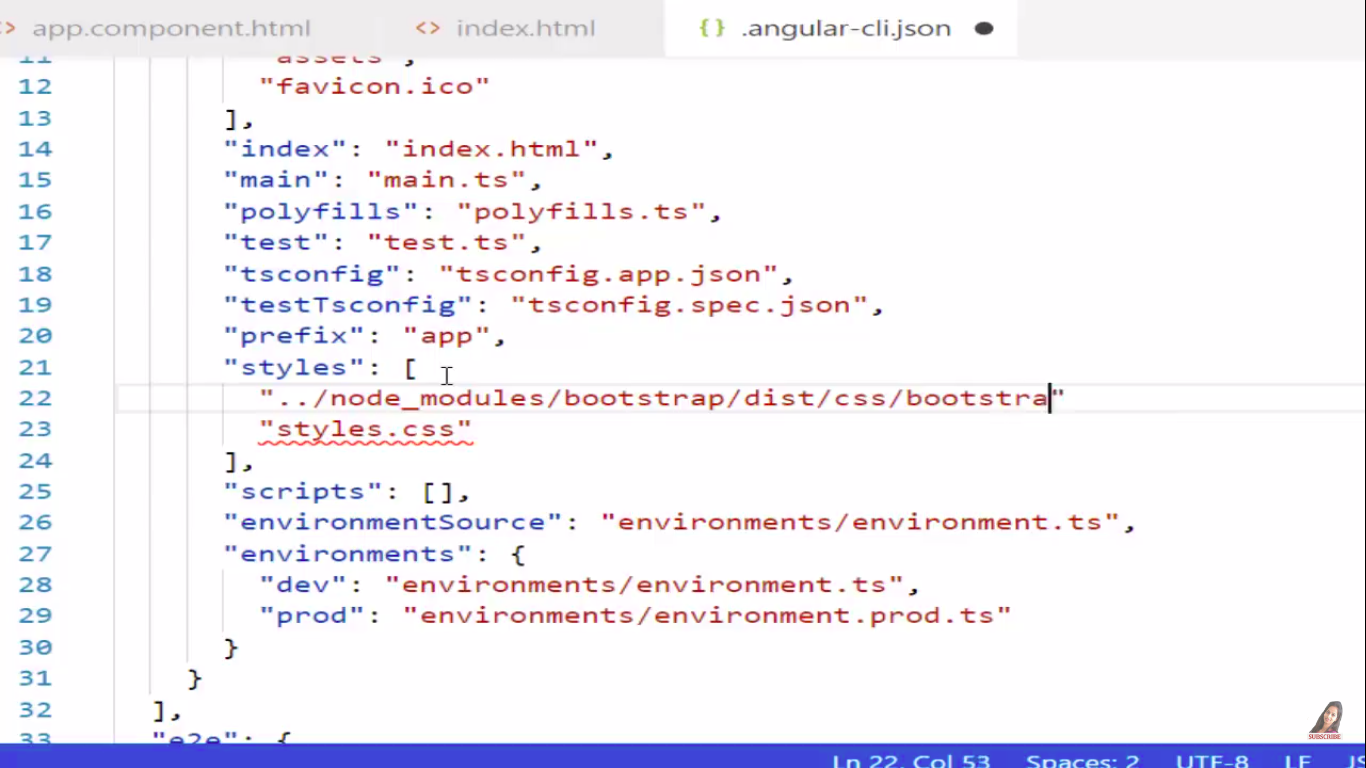 app.component.html index.html .angular-cli.json
11 "assets",
12 "favicon.ico"
13 ],
14 "index": "index.html",
15 "main": "main.ts",
16 "polyfills": "polyfills.ts",
17 "test": "test.ts",
18 "tsconfig": "tsconfig.app.json",
19 "testTsconfig": "tsconfig.spec.json",
20 "prefix": "app",
21 "styles": [
22 "../node_modules/bootstrap/dist/css/bootstra"
23 "styles.css"
24 ],
25 "scripts": [],
26 "environmentSource": "environments/environment.ts",
27 "environments": {
28 "dev": "environments/environment.ts",
29 "prod": "environments/environment.prod.ts"
30 }
31 }
32 ],
33 "e2e": {
SUBSCRIBE
Ln 22, Col 53 Spaces: 2 UTF-8 LF JS